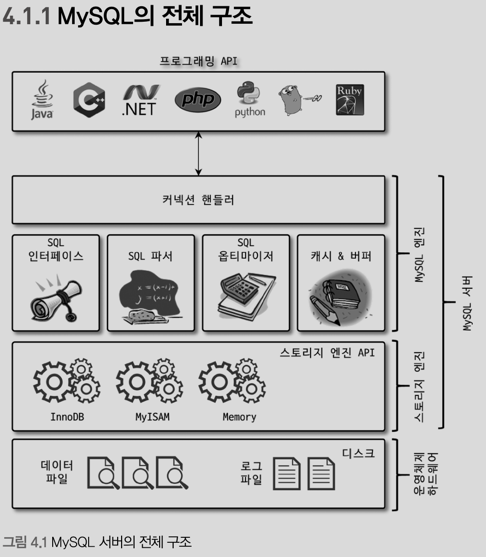 4.1.1 MySQL의 전체 구조
프로그래밍 API
Java
C++
.NET
php
python
GO
Ruby
커넥션 핸들러
SQL
인터페이스
SQL 파서
SQL
옵티마이저
캐시 & 버퍼
MySQL 엔진
MySQL 서버
스토리지 엔진 API
InnoDB
MyISAM
Memory
스토리지 엔진
디스크
데이터
파일
로그
파일
운영체제
하드웨어
그림 4.1 MySQL 서버의 전체 구조